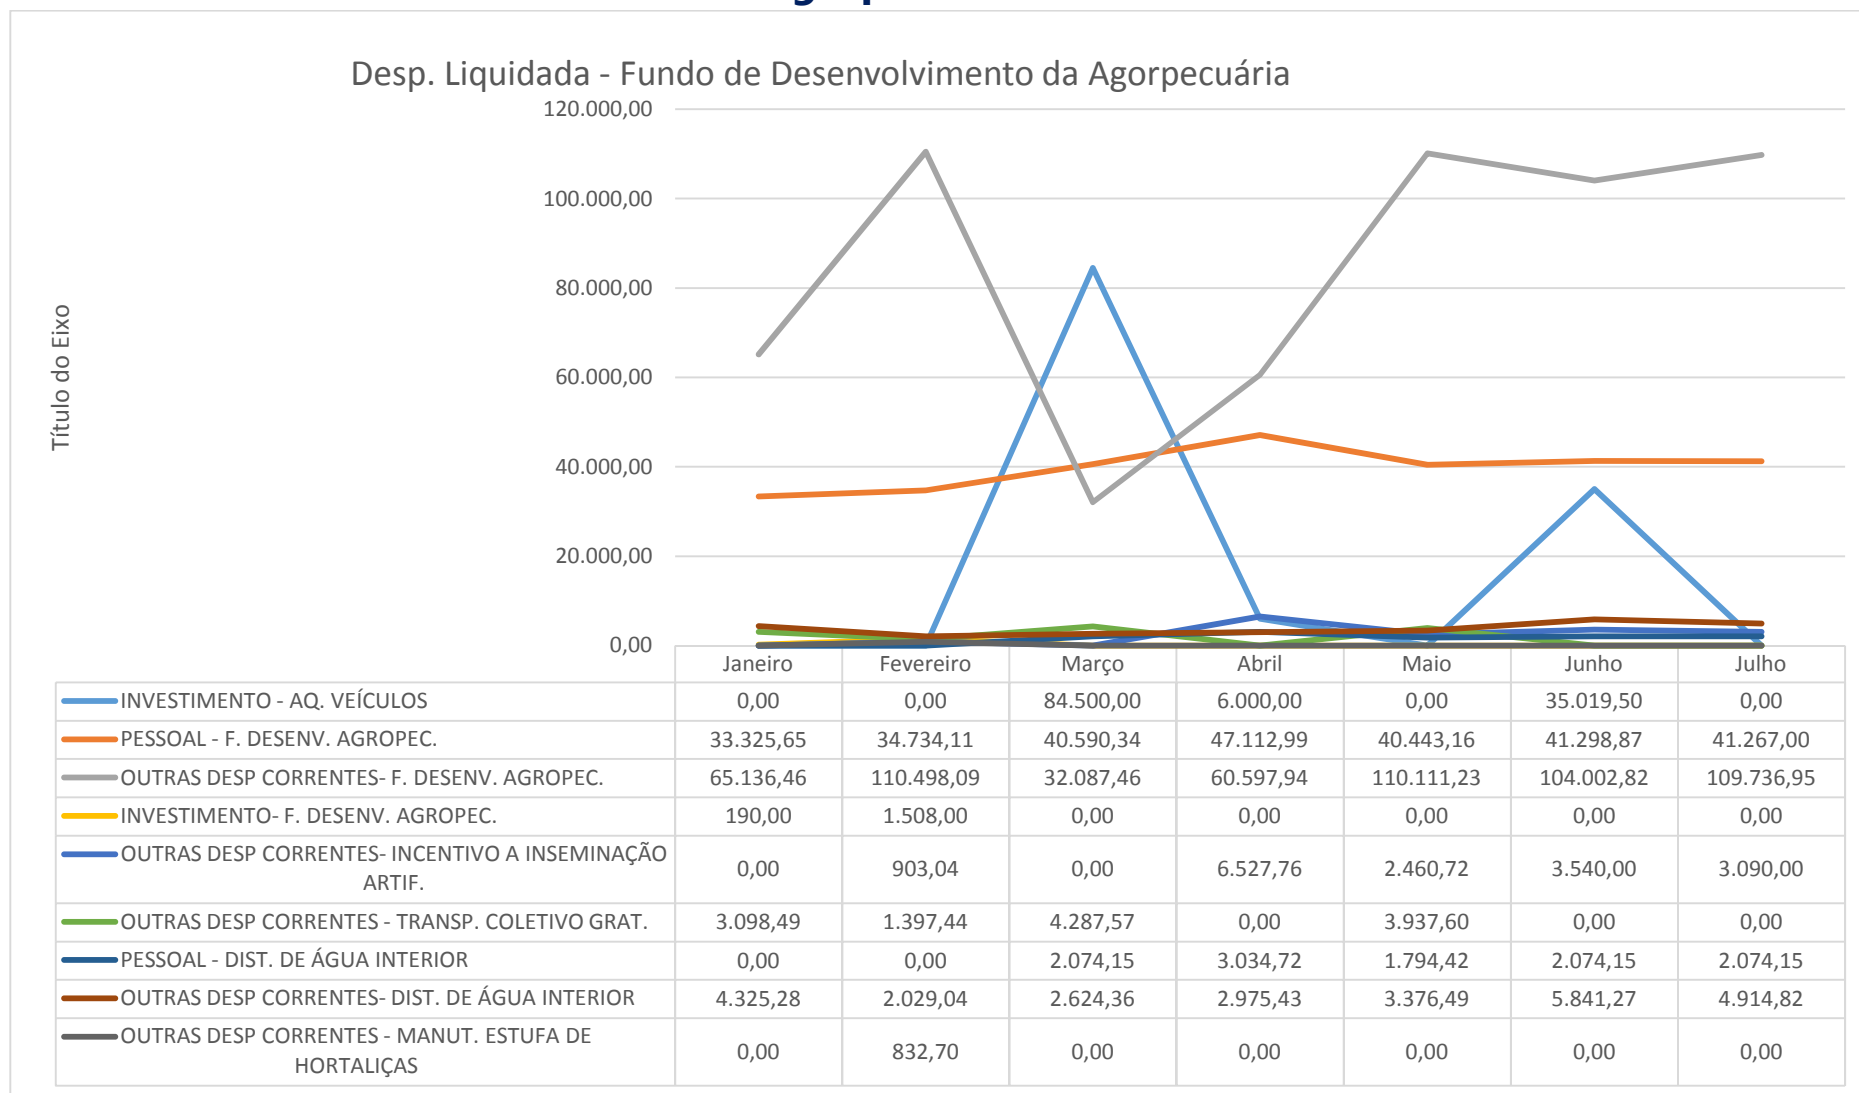 Desp. Liquidada - Fundo de Desenvolvimento da Agorpecuária
120.000,00
100.000,00
80.000,00
60.000,00
40.000,00
20.000,00
0,00
Título do Eixo
Janeiro Fevereiro Março Abril Maio Junho Julho
INVESTIMENTO - AQ. VEÍCULOS 0,00 0,00 84.500,00 6.000,00 0,00 35.019,50 0,00
PESSOAL - F. DESENV. AGROPEC. 33.325,65 34.734,11 40.590,34 47.112,99 40.443,16 41.298,87 41.267,00
OUTRAS DESP CORRENTES- F. DESENV. AGROPEC. 65.136,46 110.498,09 32.087,46 60.597,94 110.111,23 104.002,82 109.736,95
INVESTIMENTO- F. DESENV. AGROPEC. 190,00 1.508,00 0,00 0,00 0,00 0,00 0,00
OUTRAS DESP CORRENTES- INCENTIVO A INSEMINAÇÃO
ARTIF. 0,00 903,04 0,00 6.527,76 2.460,72 3.540,00 3.090,00
OUTRAS DESP CORRENTES - TRANSP. COLETIVO GRAT. 3.098,49 1.397,44 4.287,57 0,00 3.937,60 0,00 0,00
PESSOAL - DIST. DE ÁGUA INTERIOR 0,00 0,00 2.074,15 3.034,72 1.794,42 2.074,15 2.074,15
OUTRAS DESP CORRENTES- DIST. DE ÁGUA INTERIOR 4.325,28 2.029,04 2.624,36 2.975,43 3.376,49 5.841,27 4.914,82
OUTRAS DESP CORRENTES - MANUT. ESTUFA DE
HORTALIÇAS 0,00 832,70 0,00 0,00 0,00 0,00 0,00